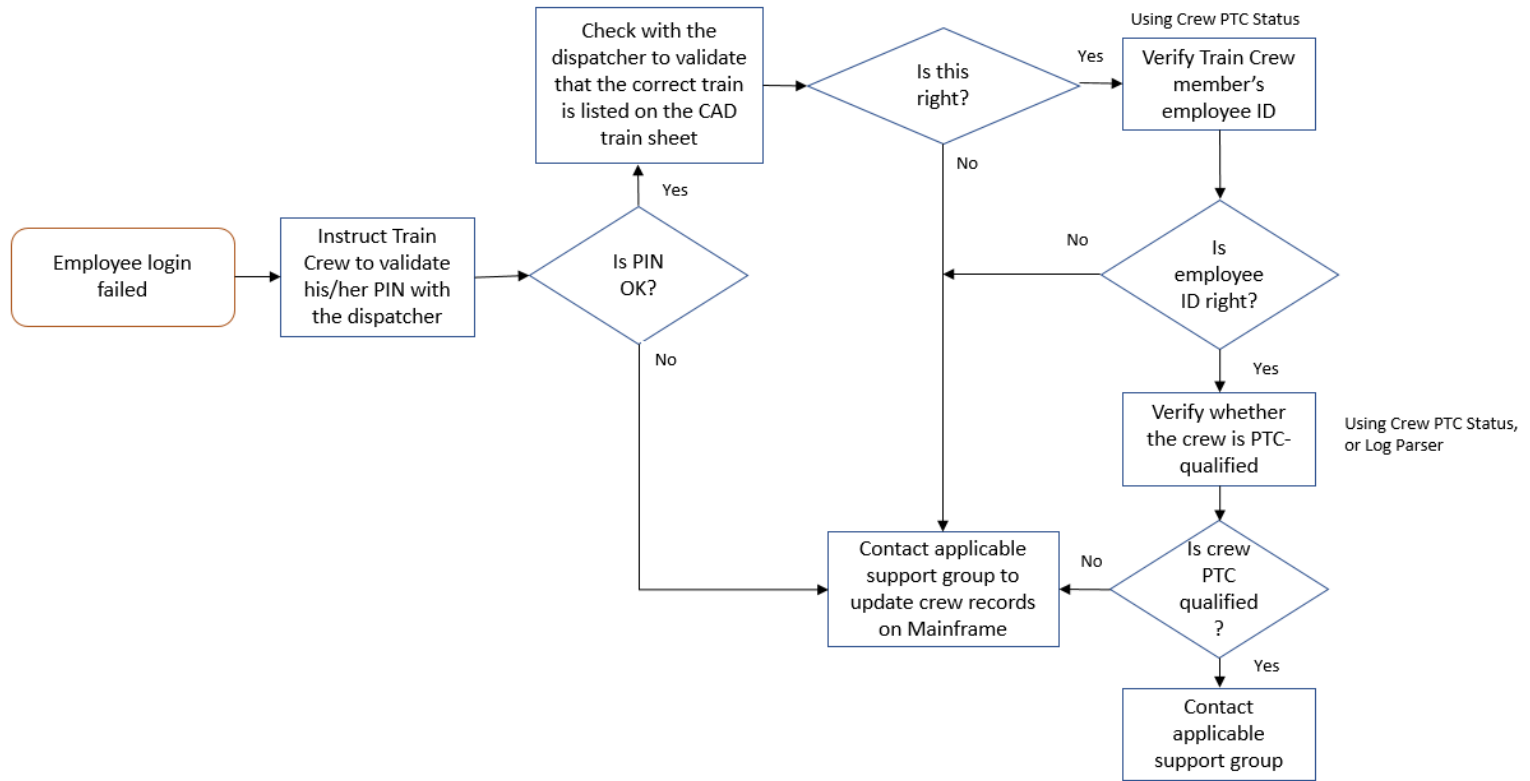 Employee login
failed
Instruct Train
Crew to validate
his/her PIN with
the dispatcher
Is PIN
OK?
Yes
No
Check with the
dispatcher to validate
that the correct train
is listed on the CAD
train sheet
Is this
right?
Yes
No
Using Crew PTC Status
Verify Train Crew
member’s
employee ID
Is
employee
ID right?
No
Yes
Verify whether
the crew is PTC-
qualified
Using Crew PTC Status,
or Log Parser
Is crew
PTC
qualified
?
No
Yes
Contact applicable
support group to
update crew records
on Mainframe
Contact
applicable
support group